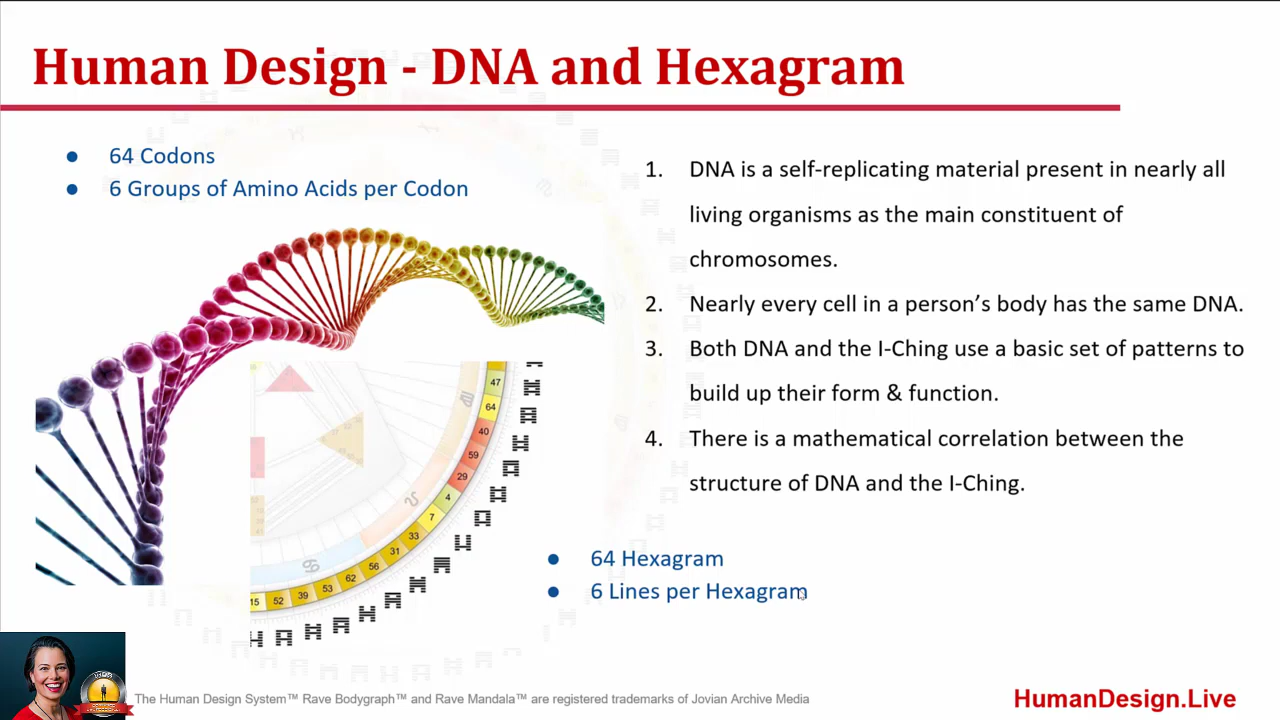 Human Design - DNA and Hexagram
● 64 Codons
● 6 Groups of Amino Acids per Codon
1. DNA is a self-replicating material present in nearly all
living organisms as the main constituent of
chromosomes.
2. Nearly every cell in a person’s body has the same DNA.
3. Both DNA and the I-Ching use a basic set of patterns to
build up their form & function.
4. There is a mathematical correlation between the
structure of DNA and the I-Ching.
47
64
40
59
29
4
7
33
31
56
62
53
39
52
15
● 64 Hexagram
● 6 Lines per Hexagram
The Human Design System™ Rave Bodygraph™ and Rave Mandala™ are registered trademarks of Jovian Archive Media
HumanDesign.Live